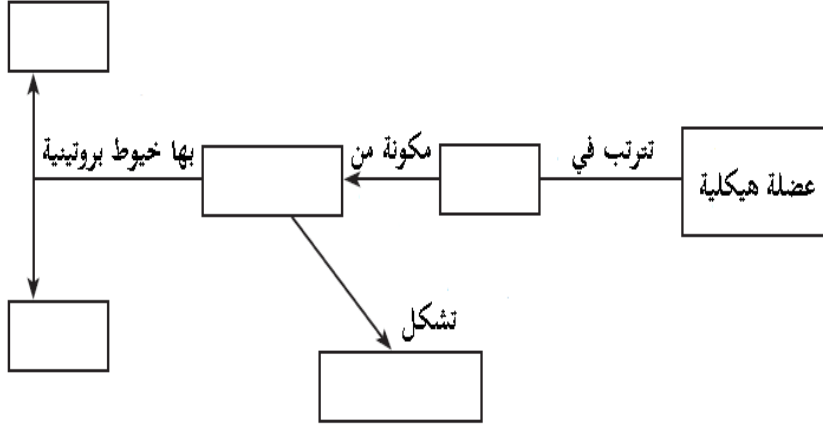 عضلة هيكلية
تترتب في
مكونة من
بها خيوط بروتينية
تشكل